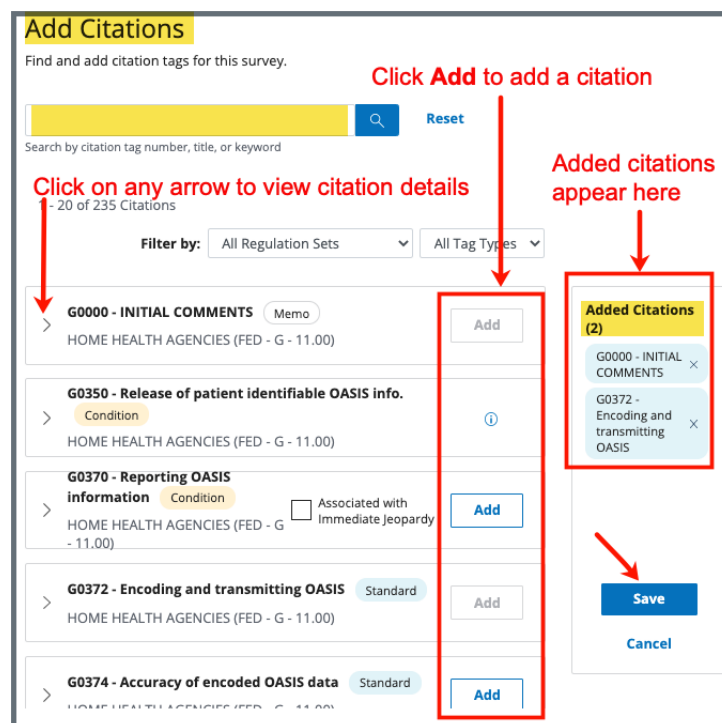 Add Citations
Find and add citation tags for this survey.
Click Add to add a citation
Reset
Search by citation tag number, title, or keyword
Added citations
appear here
Click on any arrow to view citation details
- 20 of 235 Citations
Filter by: All Regulation Sets All Tag Types
G0000 - INITIAL COMMENTS Memo
HOME HEALTH AGENCIES (FED - G - 11.00)
Add
G0350 - Release of patient identifiable OASIS info.
Condition
HOME HEALTH AGENCIES (FED - G - 11.00)
G0370 - Reporting OASIS
information Condition
HOME HEALTH AGENCIES (FED - G
- 11.00)
Associated with
Immediate Jeopardy
Add
G0372 - Encoding and transmitting OASIS Standard
HOME HEALTH AGENCIES (FED - G - 11.00)
Add
G0374 - Accuracy of encoded OASIS data Standard
HOME HEALTH AGENCIES (FED - G - 11.00)
Add
Added Citations
(2)
G0000 - INITIAL
COMMENTS
G0372 -
Encoding and
transmitting
OASIS
Save
Cancel